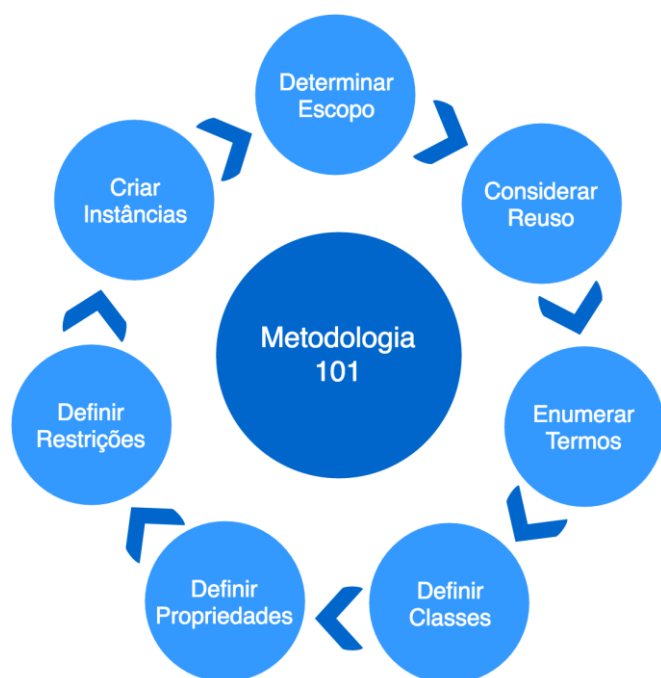 Determinar
Escopo
Considerar
Reuso
Enumerar
Termos
Definir
Classes
Definir
Propriedades
Definir
Restrições
Criar
Instâncias
Metodologia
101